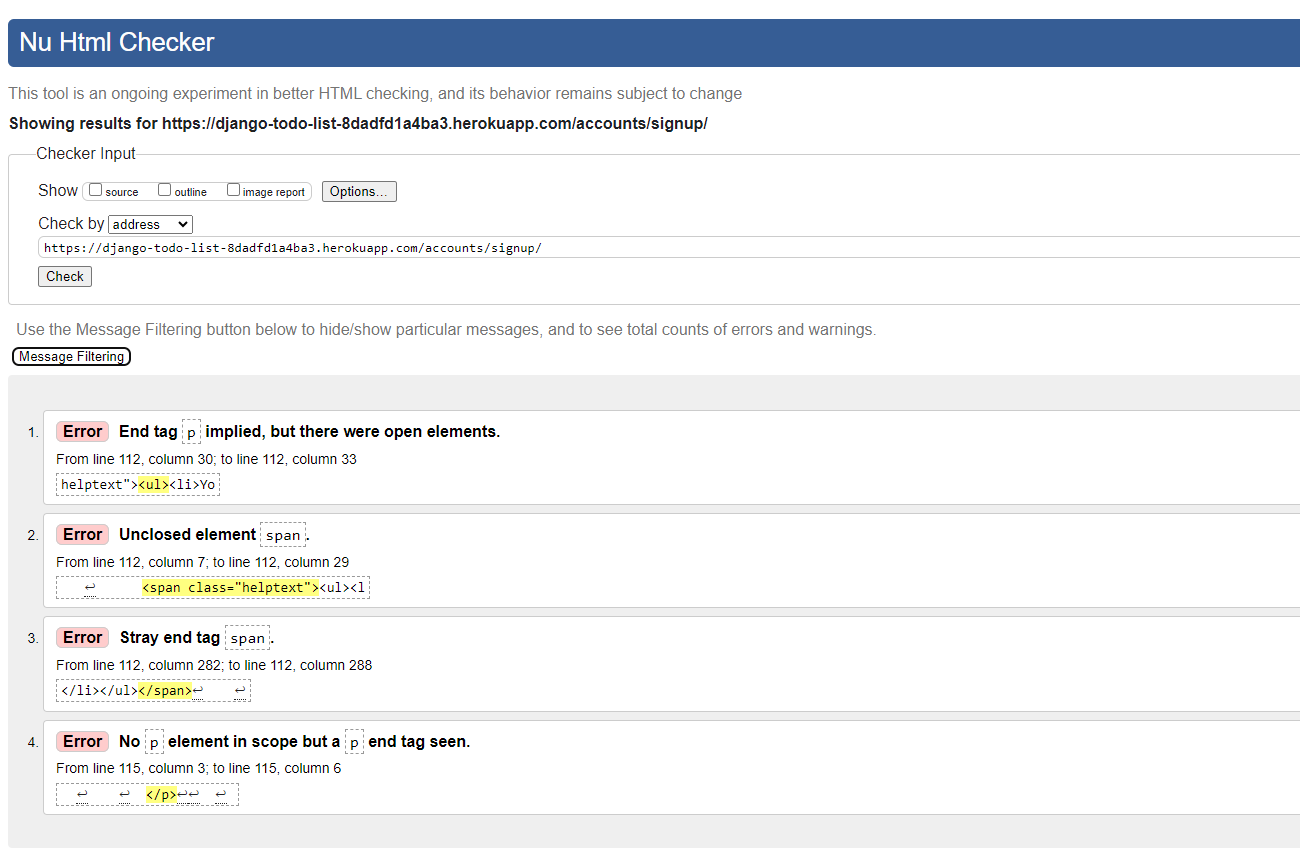 Nu Html Checker
This tool is an ongoing experiment in better HTML checking, and its behavior remains subject to change
Showing results for https://django-todo-list-8dadfd1a4ba3.herokuapp.com/accounts/signup/
Checker Input
Show source outline image report Options...
Check by address
https://django-todo-list-8dadfd1a4ba3.herokuapp.com/accounts/signup/
Check
Use the Message Filtering button below to hide/show particular messages, and to see total counts of errors and warnings.
Message Filtering
1. Error End tag p implied, but there were open elements.
From line 112, column 30; to line 112, column 33
helptext"><ul><li>Yo
2. Error Unclosed element span.
From line 112, column 7; to line 112, column 29
↩ <span class="helptext"><ul><l
3. Error Stray end tag span.
From line 112, column 282; to line 112, column 288
</li></ul></span>↩ ↩
4. Error No p element in scope but a p end tag seen.
From line 115, column 3; to line 115, column 6
↩ ↩ </p>↩↩ ↩